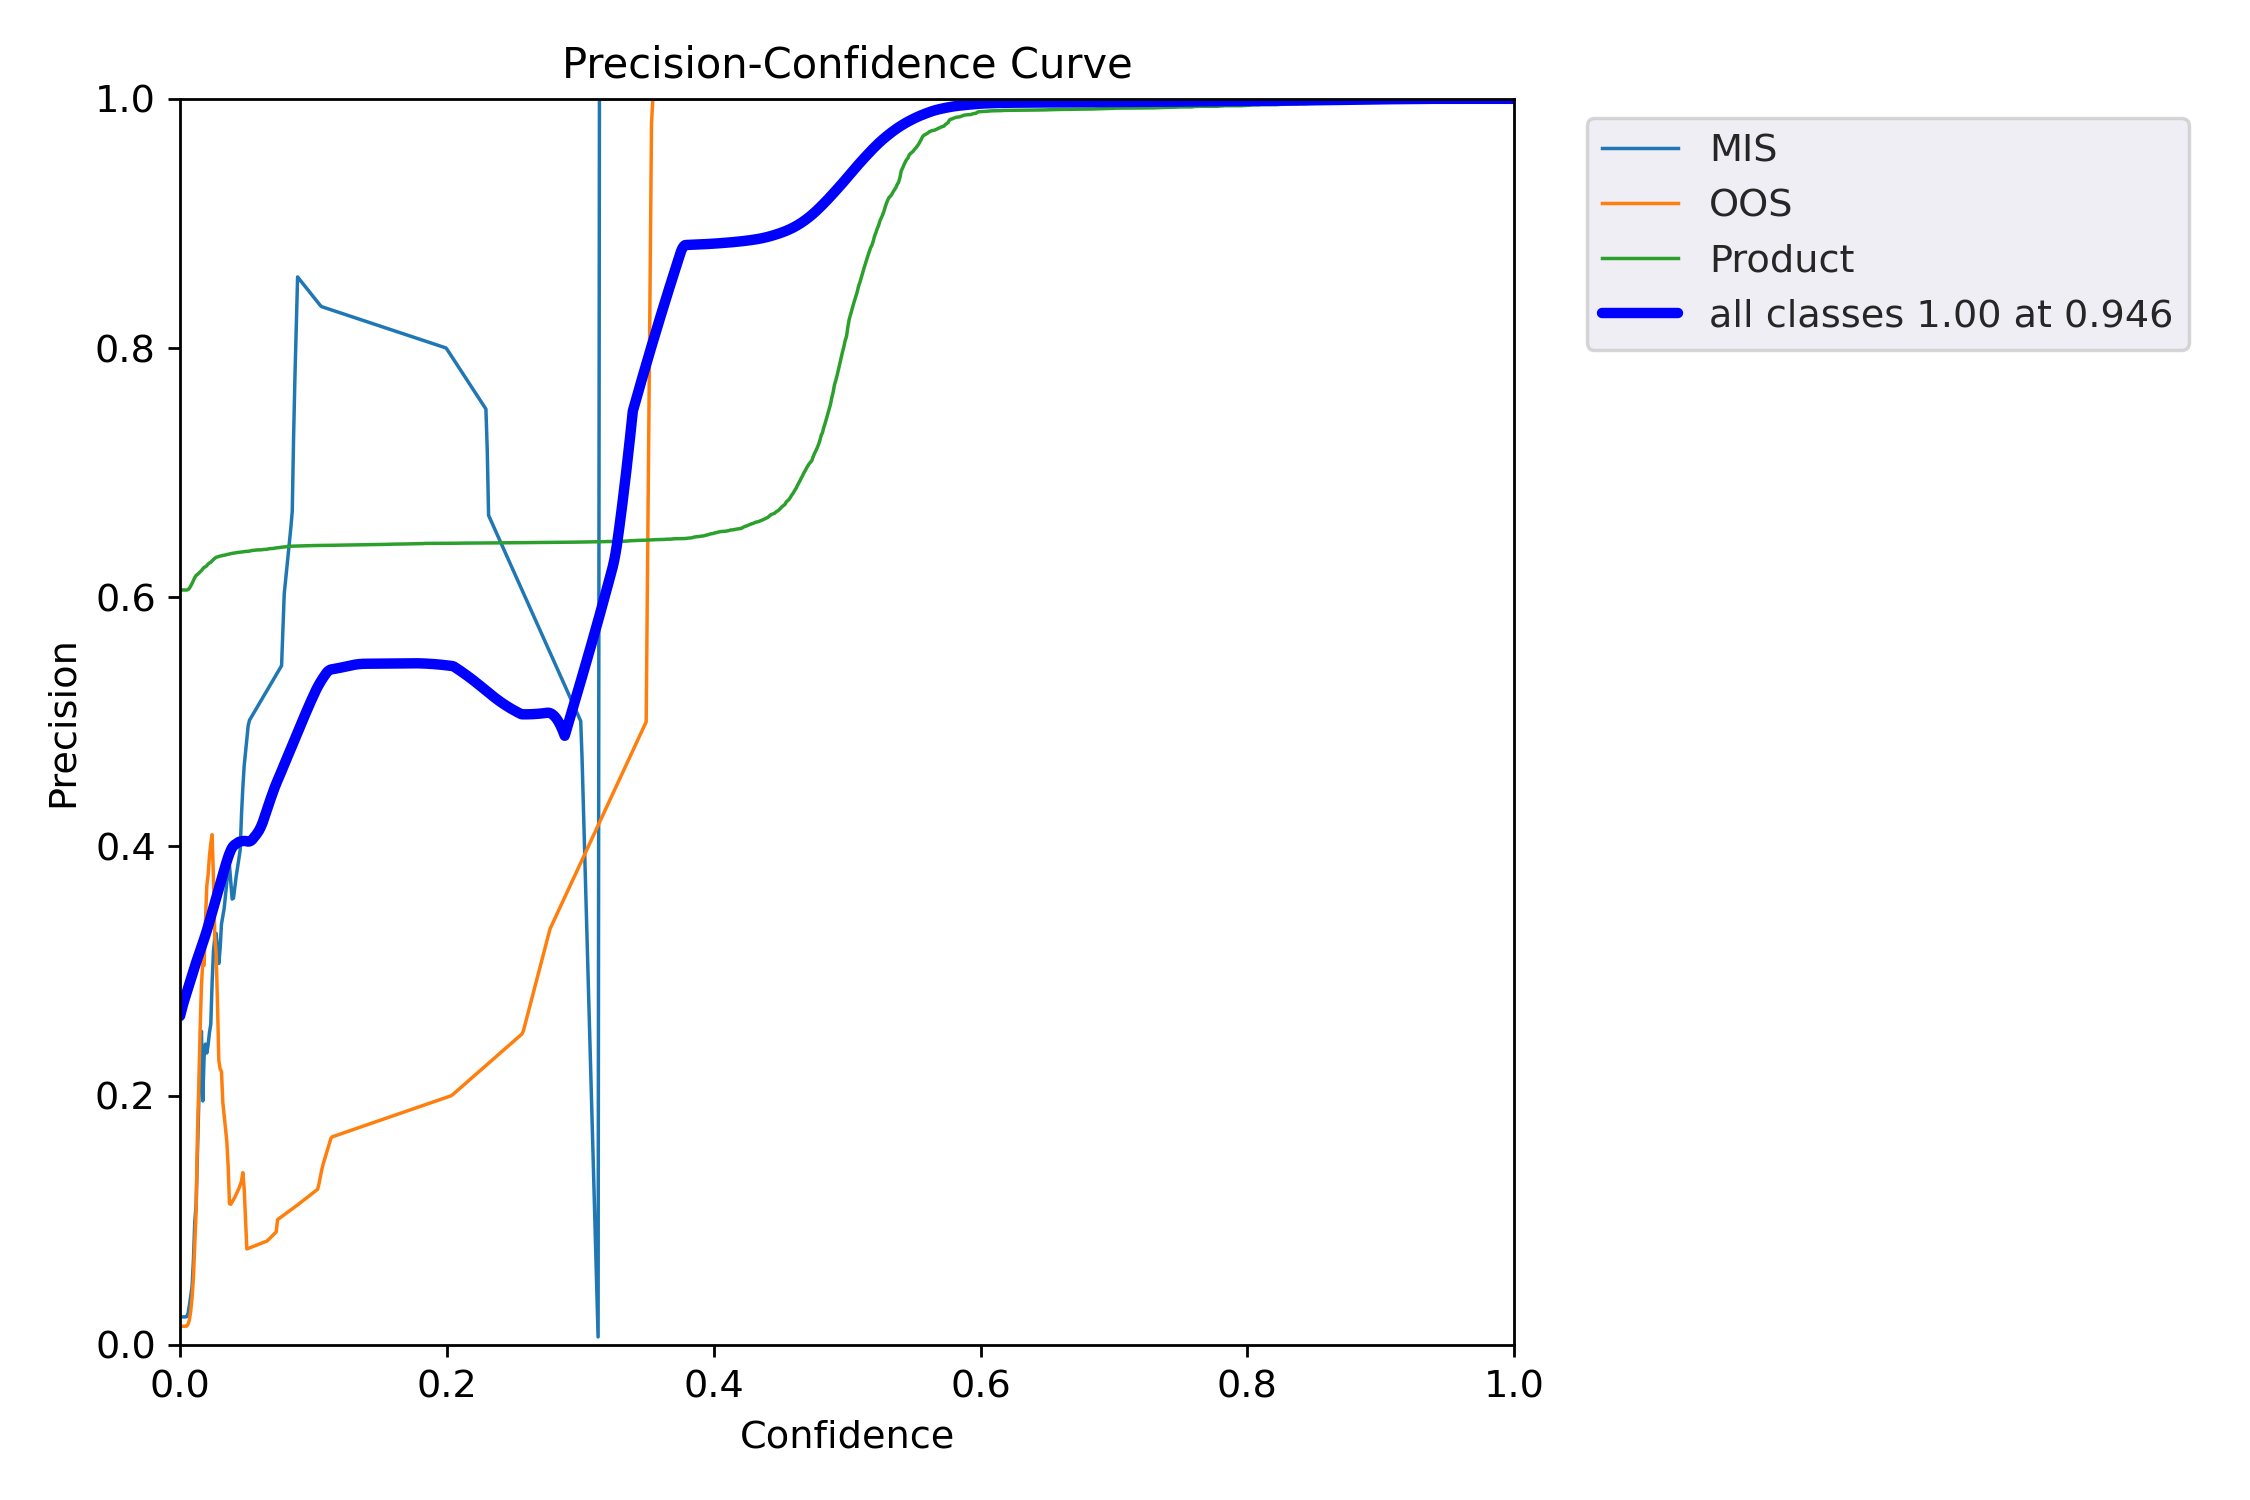 Precision-Confidence Curve
1.0
0.8
0.6
0.4
0.2
0.0
Precision
0.0 0.2 0.4 0.6 0.8 1.0
Confidence
MIS
OOS
Product
all classes 1.00 at 0.946